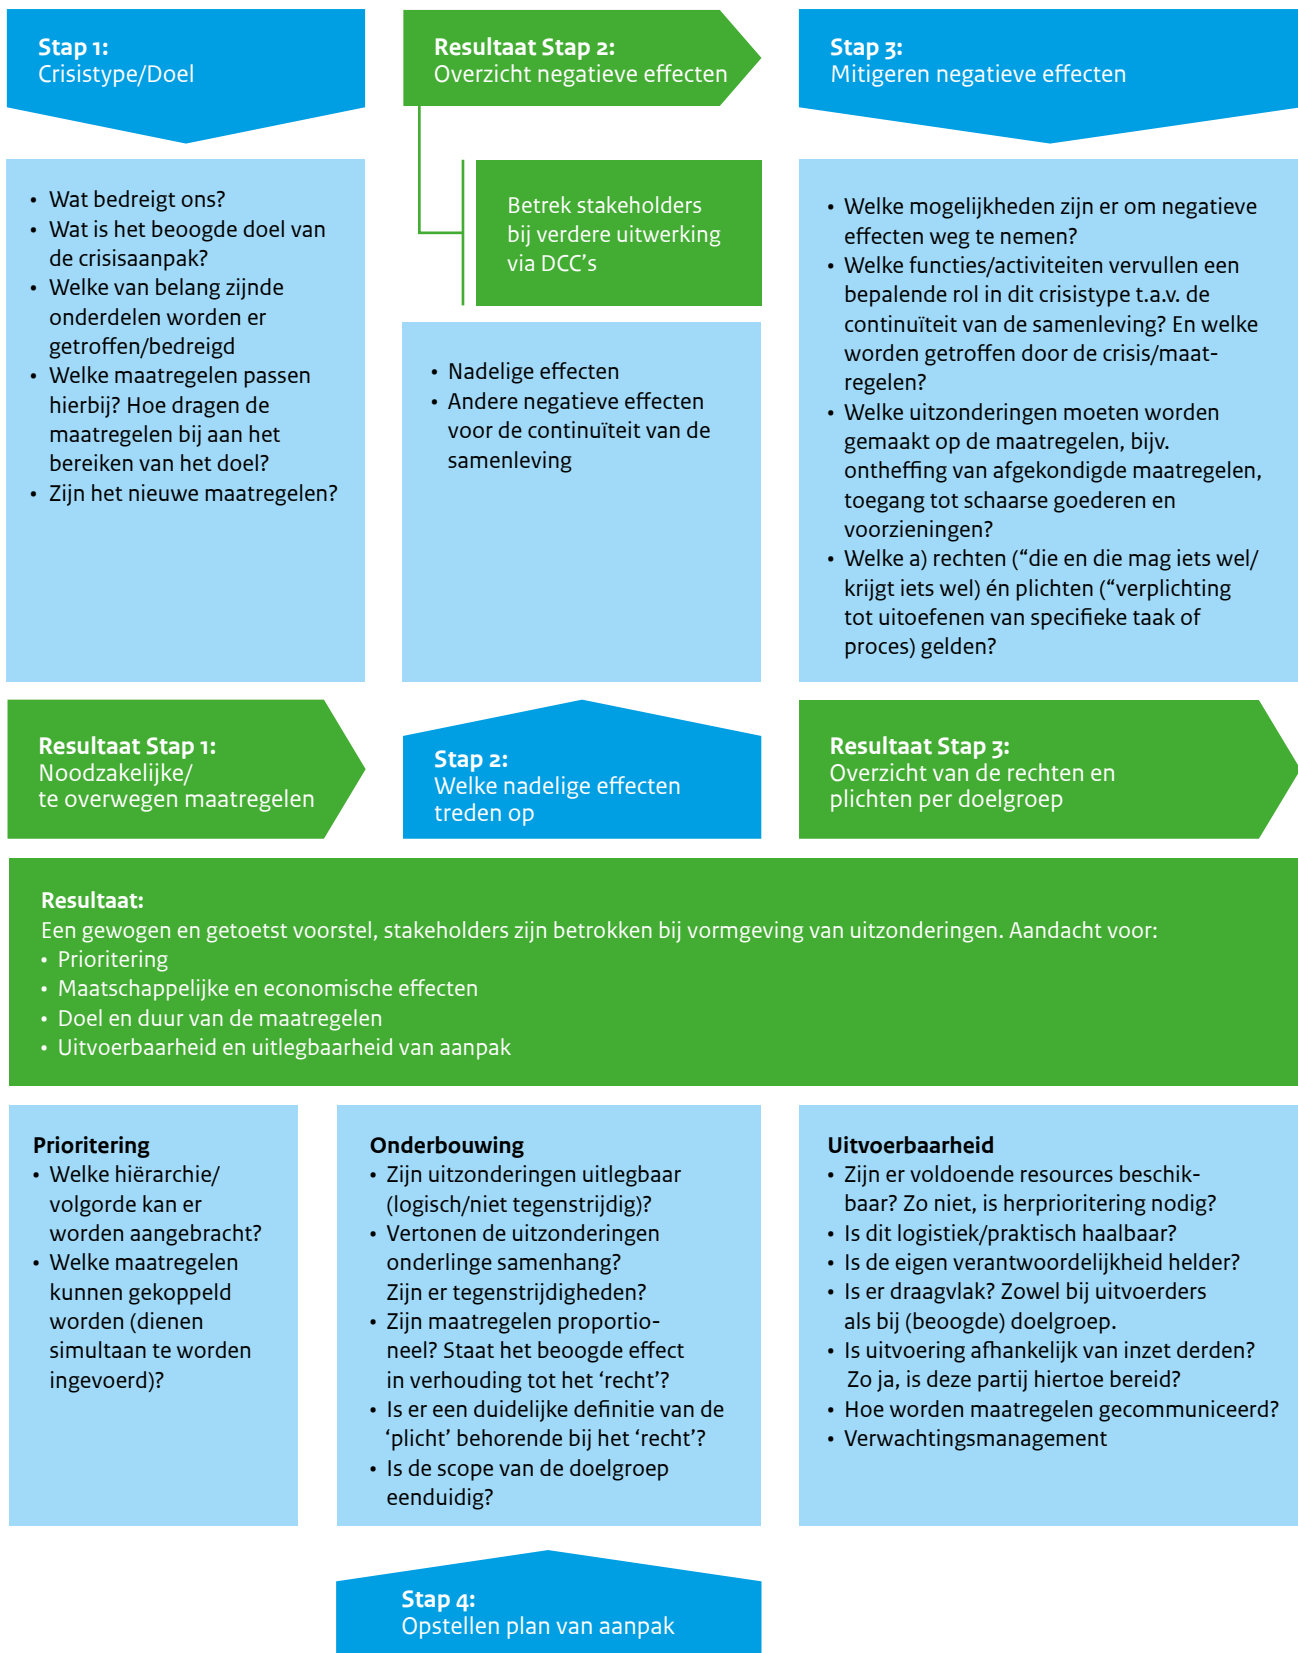 Stap 1:
Crisistype/Doel
• Wat bedreigt ons?
• Wat is het beoogde doel van
de crisisaanpak?
• Welke van belang zijnde
onderdelen worden er
getroffen/bedreigd
• Welke maatregelen passen
hierbij? Hoe dragen de
maatregelen bij aan het
bereiken van het doel?
• Zijn het nieuwe maatregelen?
Resultaat Stap 1:
Noodzakelijke/
te overwegen maatregelen
Resultaat Stap 2:
Overzicht negatieve effecten
Betrek stakeholders
bij verdere uitwerking
via DCC's
• Nadelige effecten
• Andere negatieve effecten
voor de continuïteit van de
samenleving
Stap 2:
Welke nadelige effecten
treden op
Stap 3:
Mitigeren negatieve effecten
• Welke mogelijkheden zijn er om negatieve
effecten weg te nemen?
• Welke functies/activiteiten vervullen een
bepalende rol in dit crisistype t.a.v. de
continuïteit van de samenleving? En welke
worden getroffen door de crisis/maat-
regelen?
• Welke uitzonderingen moeten worden
gemaakt op de maatregelen, bijv.
ontheffing van afgekondigde maatregelen,
toegang tot schaarse goederen en
voorzieningen?
• Welke a) rechten (“die en die mag iets wel/
krijgt iets wel) én plichten (“verplichting
tot uitoefenen van specifieke taak of
proces) gelden?
Resultaat Stap 3:
Overzicht van de rechten en
plichten per doelgroep
Resultaat:
Een gewogen en getoetst voorstel, stakeholders zijn betrokken bij vormgeving van uitzonderingen. Aandacht voor:
• Prioritering
• Maatschappelijke en economische effecten
• Doel en duur van de maatregelen
• Uitvoerbaarheid en uitlegbaarheid van aanpak
Prioritering
• Welke hiërarchie/
volgorde kan er
worden aangebracht?
• Welke maatregelen
kunnen gekoppeld
worden (dienen
simultaan te worden
ingevoerd)?
Onderbouwing
• Zijn uitzonderingen uitlegbaar
(logisch/niet tegenstrijdig)?
• Vertonen de uitzonderingen
onderlinge samenhang?
Zijn er tegenstrijdigheden?
• Zijn maatregelen proportio-
neel? Staat het beoogde effect
in verhouding tot het ‘recht’?
• Is er een duidelijke definitie van de
‘plicht’ behorende bij het ‘recht’?
• Is de scope van de doelgroep
eenduidig?
Uitvoerbaarheid
• Zijn er voldoende resources beschik-
baar? Zo niet, is herprioritering nodig?
• Is dit logistiek/praktisch haalbaar?
• Is de eigen verantwoordelijkheid helder?
• Is er draagvlak? Zowel bij uitvoerders
als bij (beoogde) doelgroep.
• Is uitvoering afhankelijk van inzet derden?
Zo ja, is deze partij hiertoe bereid?
• Hoe worden maatregelen gecommuniceerd?
• Verwachtingsmanagement
Stap 4:
Opstellen plan van aanpak